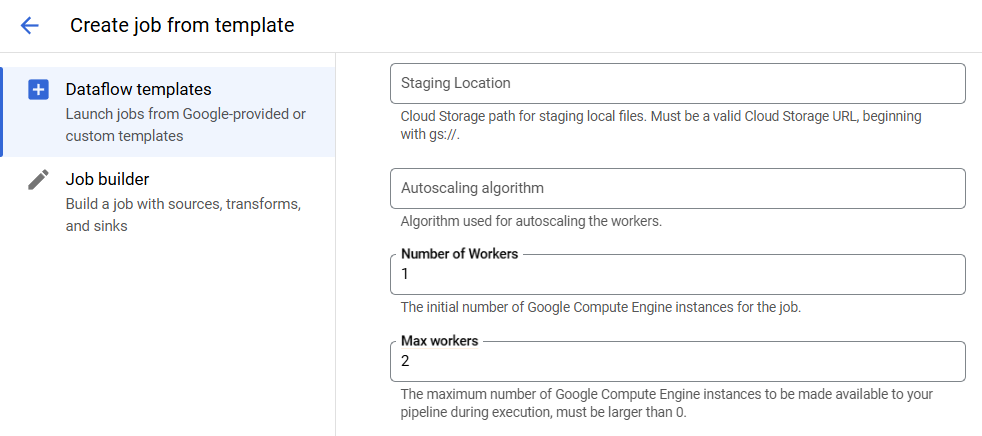 Create job from template
Dataflow templates
Launch jobs from Google-provided or
custom templates
Job builder
Build a job with sources, transforms,
and sinks
Staging Location
Cloud Storage path for staging local files. Must be a valid Cloud Storage URL, beginning
with gs://.
Autoscaling algorithm
Algorithm used for autoscaling the workers.
Number of Workers
1
The initial number of Google Compute Engine instances for the job.
Max workers
2
The maximum number of Google Compute Engine instances to be made available to your
pipeline during execution, must be larger than 0.